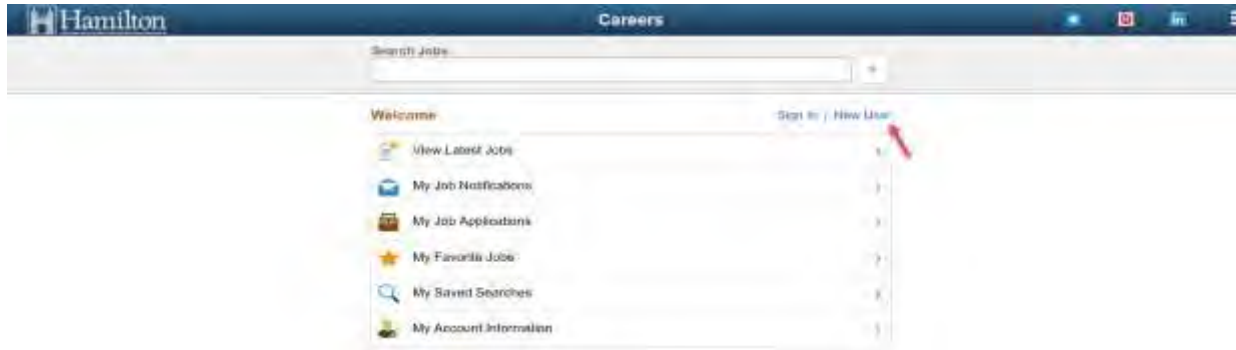 Hamilton
Careers
in
Search Jobs
Welcome
Sign In | New User
View Latest Jobs
My Job Notifications
My Job Applications
My Favorite Jobs
My Saved Searches
My Account Information